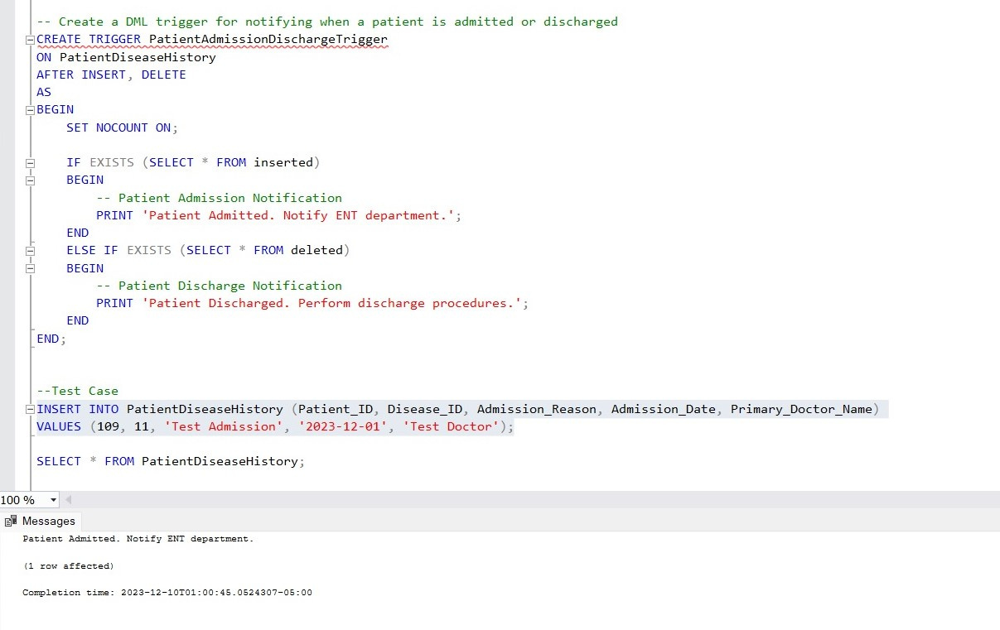 -- Create a DML trigger for notifying when a patient is admitted or discharged
CREATE TRIGGER PatientAdmissionDischargeTrigger
ON PatientDiseaseHistory
AFTER INSERT, DELETE
AS
BEGIN
    SET NOCOUNT ON;
    IF EXISTS (SELECT * FROM inserted)
    BEGIN
        -- Patient Admission Notification
        PRINT 'Patient Admitted. Notify ENT department.';
    END
    ELSE IF EXISTS (SELECT * FROM deleted)
    BEGIN
        -- Patient Discharge Notification
        PRINT 'Patient Discharged. Perform discharge procedures.';
    END
END;
--Test Case
INSERT INTO PatientDiseaseHistory (Patient_ID, Disease_ID, Admission_Reason, Admission_Date, Primary_Doctor_Name)
VALUES (109, 11, 'Test Admission', '2023-12-01', 'Test Doctor');
SELECT * FROM PatientDiseaseHistory;
100 %
Messages
Patient Admitted. Notify ENT department.
(1 row affected)
Completion time: 2023-12-10T01:00:45.0524307-05:00